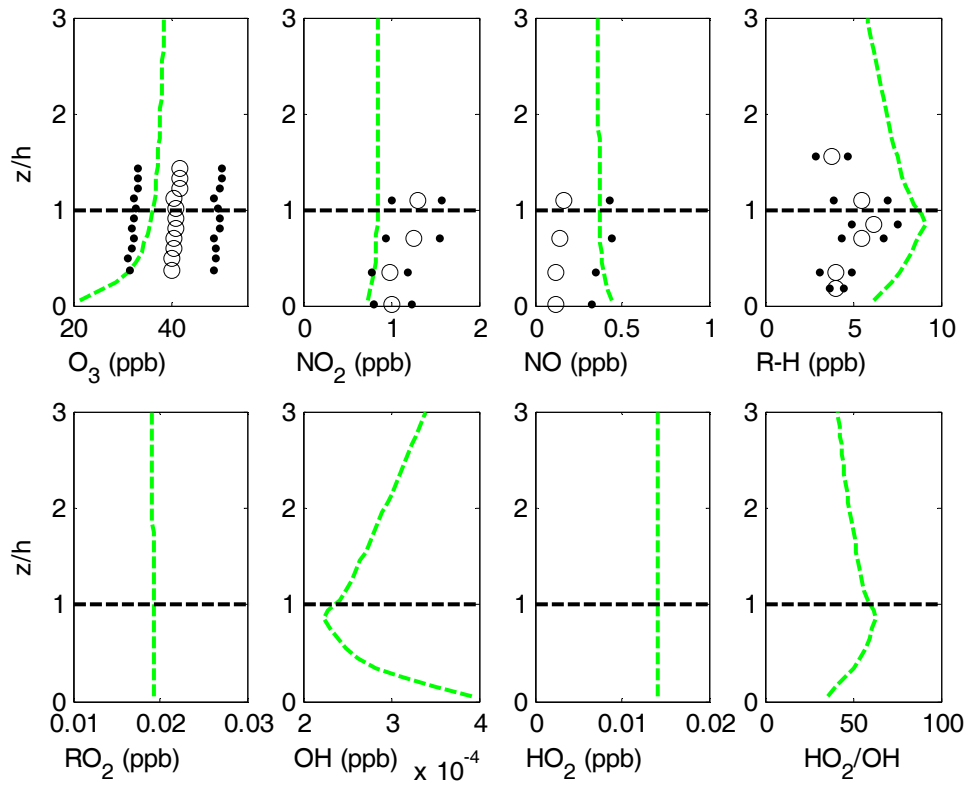 3 3 3 3
z/h
2 2 2 2
1 1 1 1
0 0 0 0
20 40 0 1 2 0 0.5 1 0 5 10
O3 (ppb) NO2 (ppb) NO (ppb) R-H (ppb)
3 3 3 3
z/h
2 2 2 2
1 1 1 1
0 0 0 0
0.01 0.02 0.03 2 3 4 0 0.01 0.02 0 50 100
RO2 (ppb) OH (ppb) x 10-4 HO2 (ppb) HO2/OH